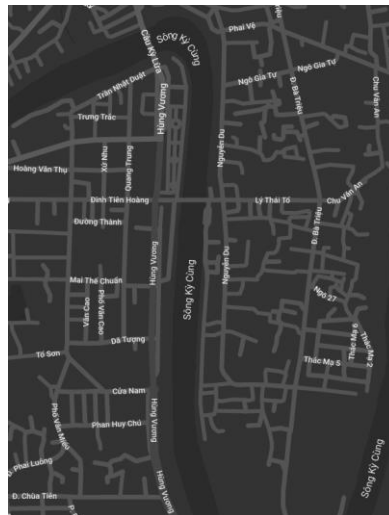 Phai Vệ
Cầu Kỳ Lừa
Sông Kỳ Cùng
Ngô Gia Tự
Ngô Gia Tự
Trần Nhật Duật
Đ. Bà Triệu
Chu Văn An
Hùng Vương
Trưng Trắc
Nguyễn Du
Hoàng Văn Thụ
Xứ Nhu
Quang Trung
Đinh Tiên Hoàng
Lý Thái Tổ
Chu Văn An
Đường Thành
Đ. Bà Triệu
Hùng Vương
Nguyễn Du
Mai Thế Chuẩn
Sông Kỳ Cùng
Ngo 27
Văn Cao
Phố Văn Cao
Thác Mạ 6
Thác Mạ 2
Dã Tượng
Tô Sơn
Thác Mạ 5
Cửa Nam
Hùng Vương
Phố Văn Miếu
Phan Huy Chú
Phai Luông
Hùng Vương
Sông Kỳ Cùng
Đ. Chùa Tiên